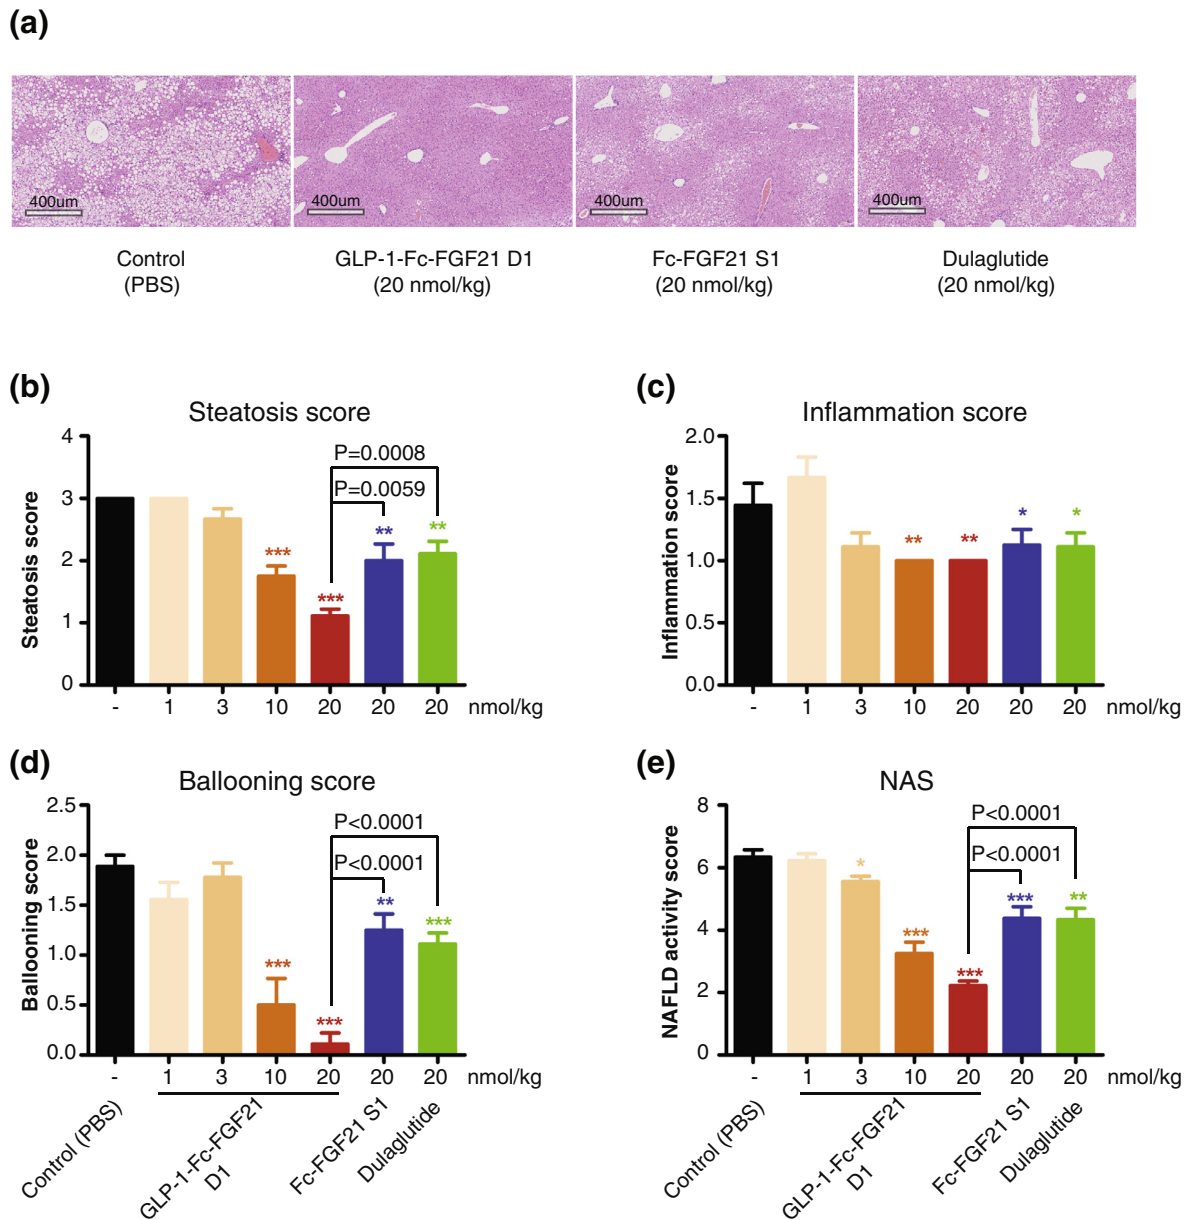 (a)
400um 400um 400um 400um
Control GLP-1-Fc-FGF21 D1 Fc-FGF21 S1 Dulaglutide
(PBS) (20 nmol/kg) (20 nmol/kg) (20 nmol/kg)
(b)
Steatosis score
Steatosis score
4
3
2
1
0
P=0.0008
P=0.0059
*** *** ** **
- 1 3 10 20 20 20 nmol/kg
(c)
Inflammation score
Inflammation score
2.0
1.5
1.0
0.5
0.0
** ** * *
- 1 3 10 20 20 20 nmol/kg
(d)
Ballooning score
Ballooning score
2.5
2.0
1.5
1.0
0.5
0.0
P<0.0001
P<0.0001
*** *** ** ***
- 1 3 10 20 20 20 nmol/kg
Control (PBS)
GLP-1-Fc-FGF21
D1
Fc-FGF21 S1
Dulaglutide
(e)
NAS
NAFLD activity score
8
6
4
2
0
P<0.0001
P<0.0001
* *** *** *** **
- 1 3 10 20 20 20 nmol/kg
Control (PBS)
GLP-1-Fc-FGF21
D1
Fc-FGF21 S1
Dulaglutide